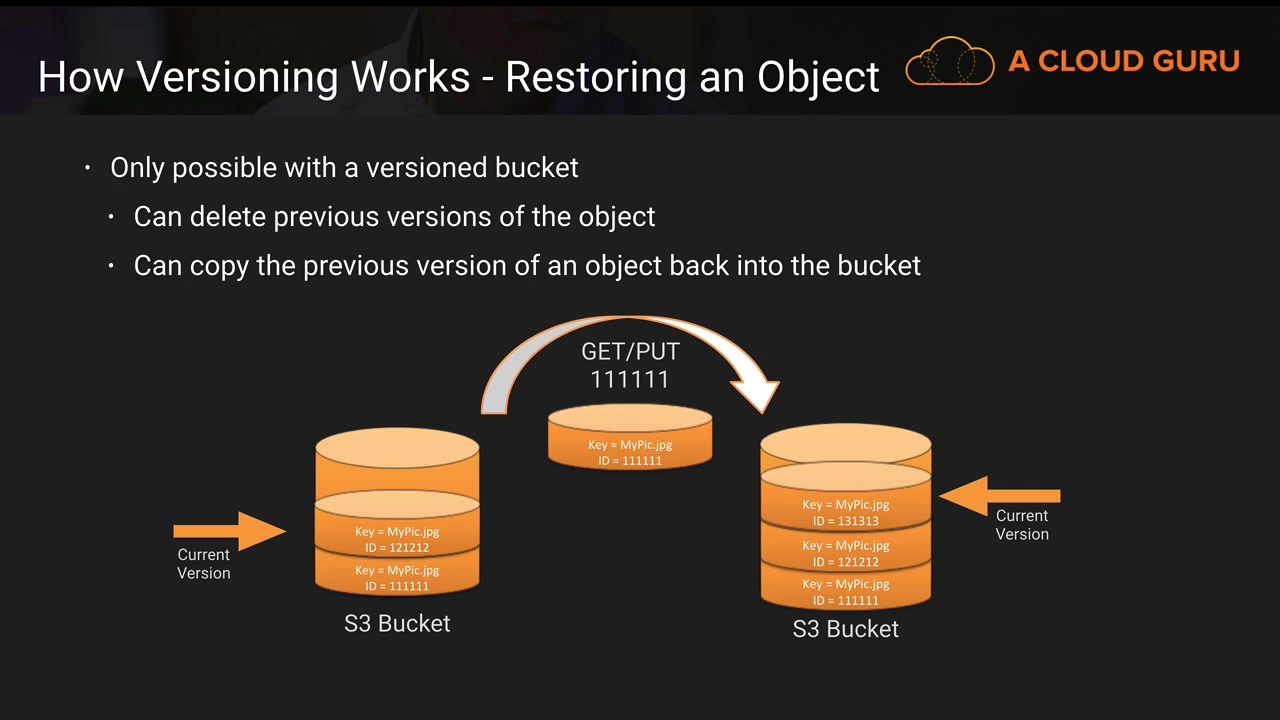 How Versioning Works - Restoring an Object
A CLOUD GURU
· Only possible with a versioned bucket
· Can delete previous versions of the object
· Can copy the previous version of an object back into the bucket
GET/PUT
111111
Key = MyPic.jpg
ID = 111111
Current
Version
Key = MyPic.jpg
ID = 121212
Key = MyPic.jpg
ID = 111111
S3 Bucket
Key = MyPic.jpg
ID = 131313
Key = MyPic.jpg
ID = 121212
Key = MyPic.jpg
ID = 111111
S3 Bucket
Current
Version